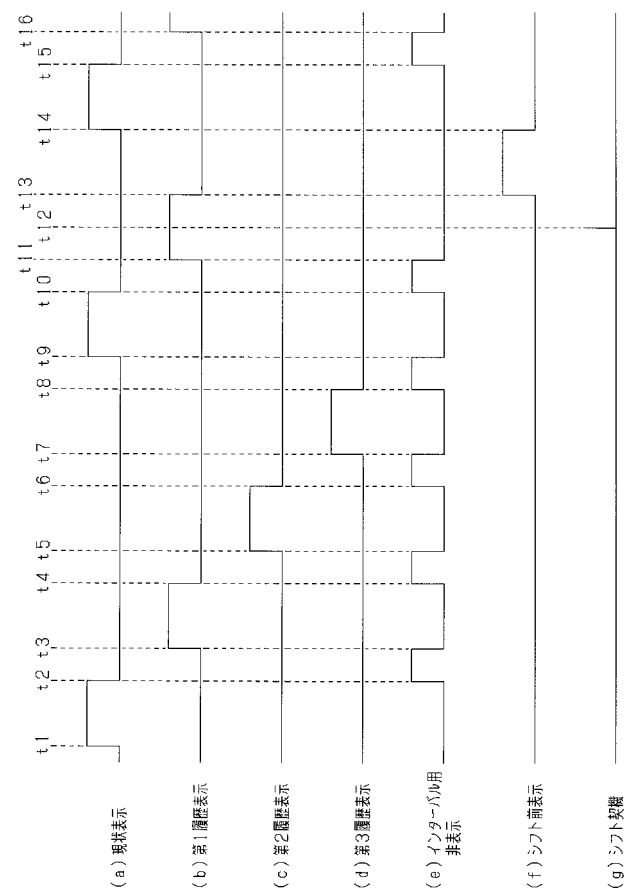 t1
t2
t3
t4
t5
t6
t7
t8
t9
t10
t11
t12
t13
t14
t15
t16
(a)現状表示
(b)第1履歴表示
(c)第2履歴表示
(d)第3履歴表示
(e)インターバル用
非表示
(f)シフト前表示
(g)シフト契機